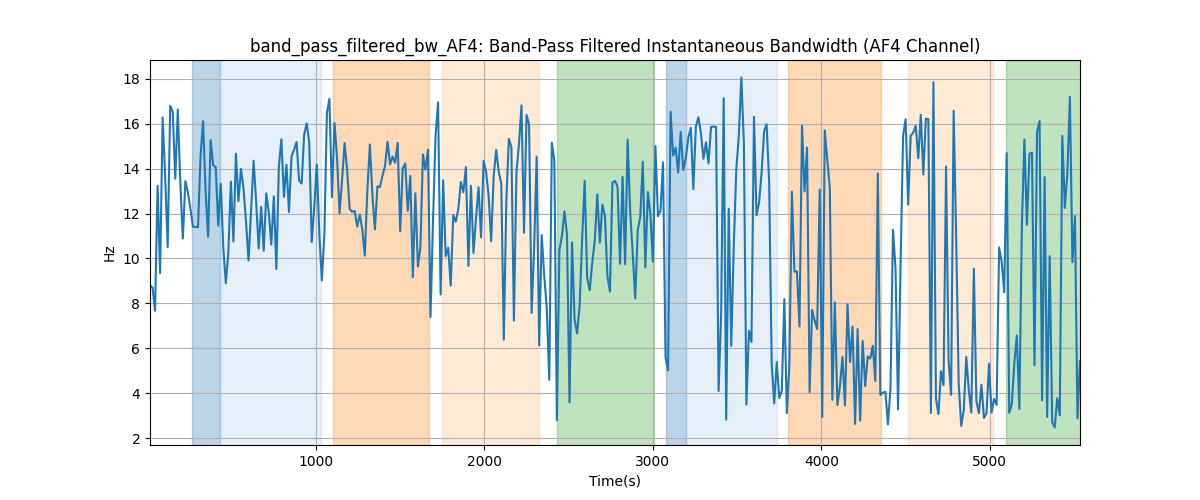 band_pass_filtered_bw_AF4: Band-Pass Filtered Instantaneous Bandwidth (AF4 Channel)
18
16
14
12
10
8
6
4
2
Hz
1000 2000 3000 4000 5000
Time(s)